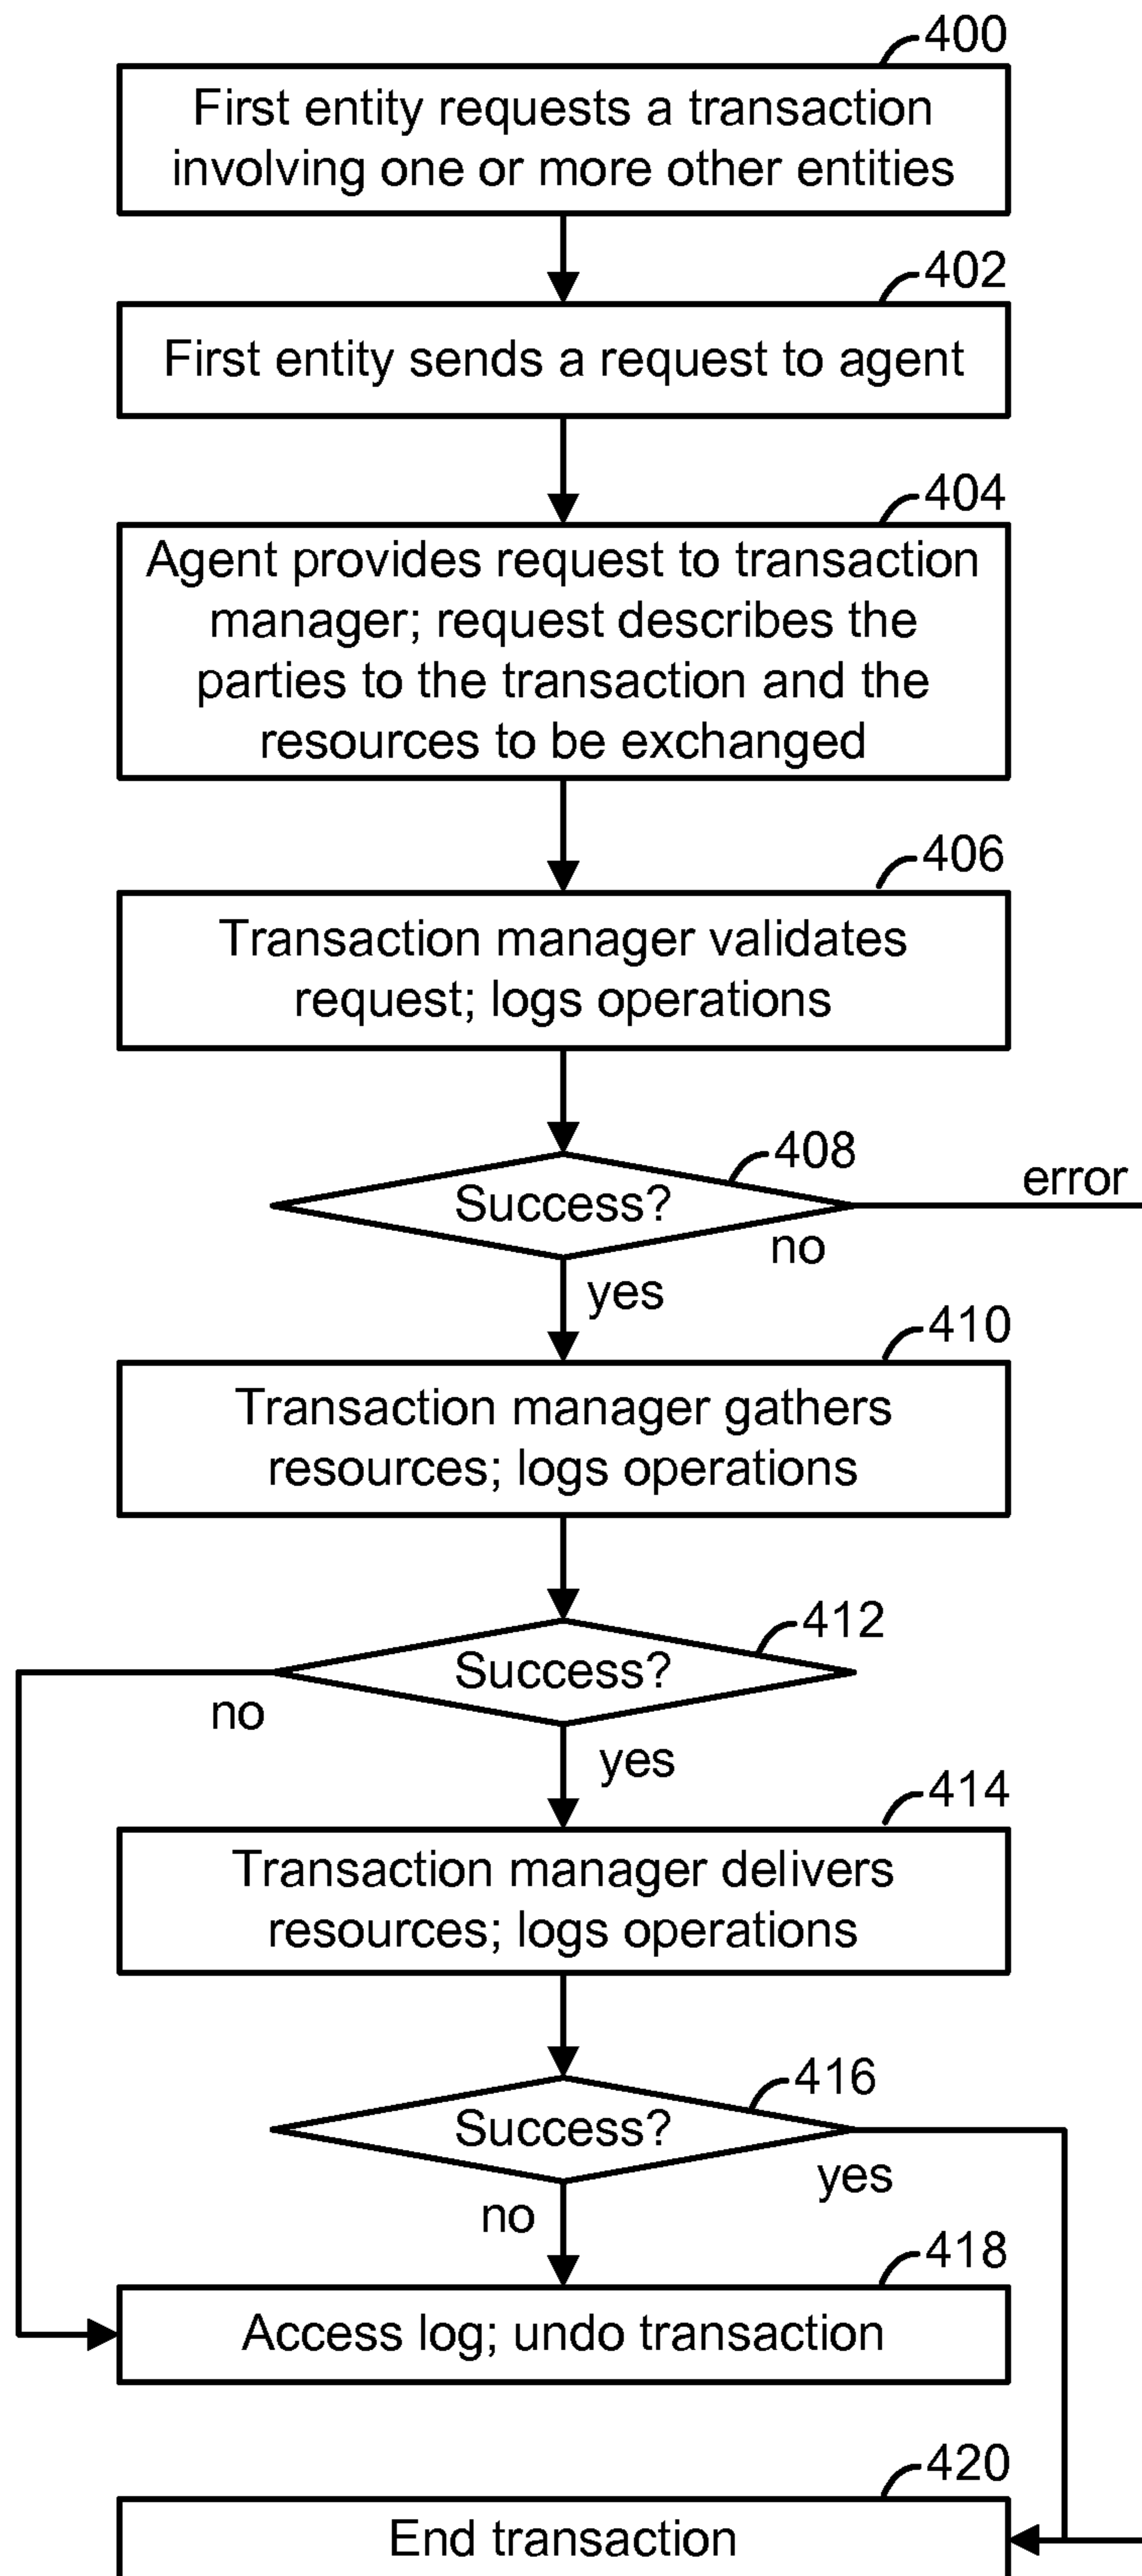 400
First entity requests a transaction
involving one or more other entities
402
First entity sends a request to agent
404
Agent provides request to transaction
manager; request describes the
parties to the transaction and the
resources to be exchanged
406
Transaction manager validates
request; logs operations
408
error
Success?
no
yes
410
Transaction manager gathers
resources; logs operations
412
Success?
no
yes
414
Transaction manager delivers
resources; logs operations
416
Success?
yes
no
418
Access log; undo transaction
420
End transaction